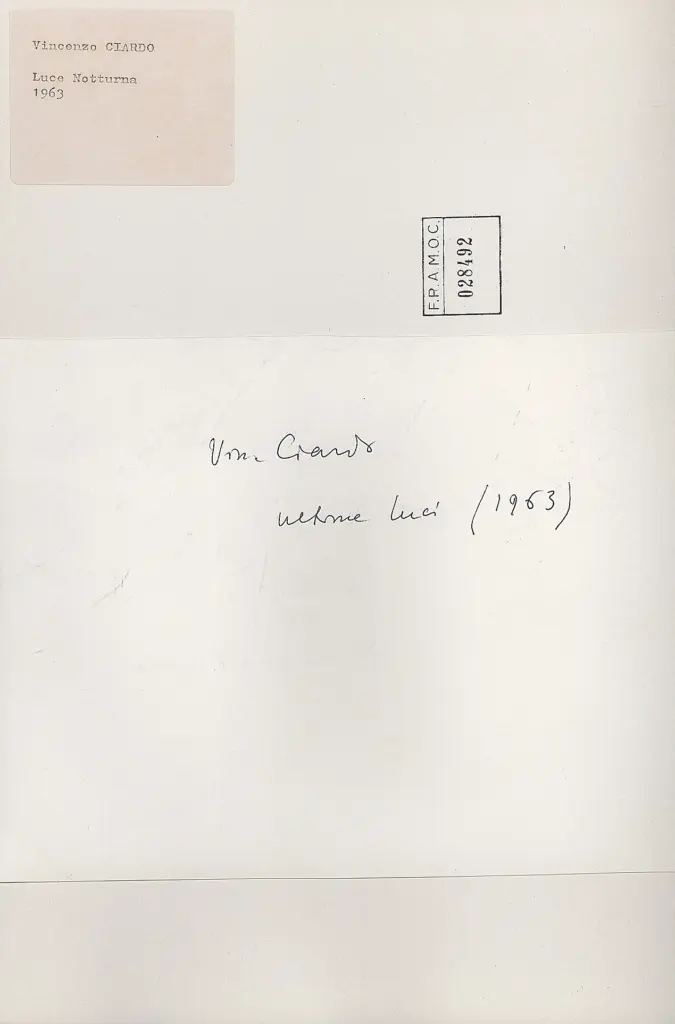 Vincenzo CIARDO
Luce Notturna
1963
F.R.A.M.O.C.
028492
Vin. Ciardo
ultime luci (1963)